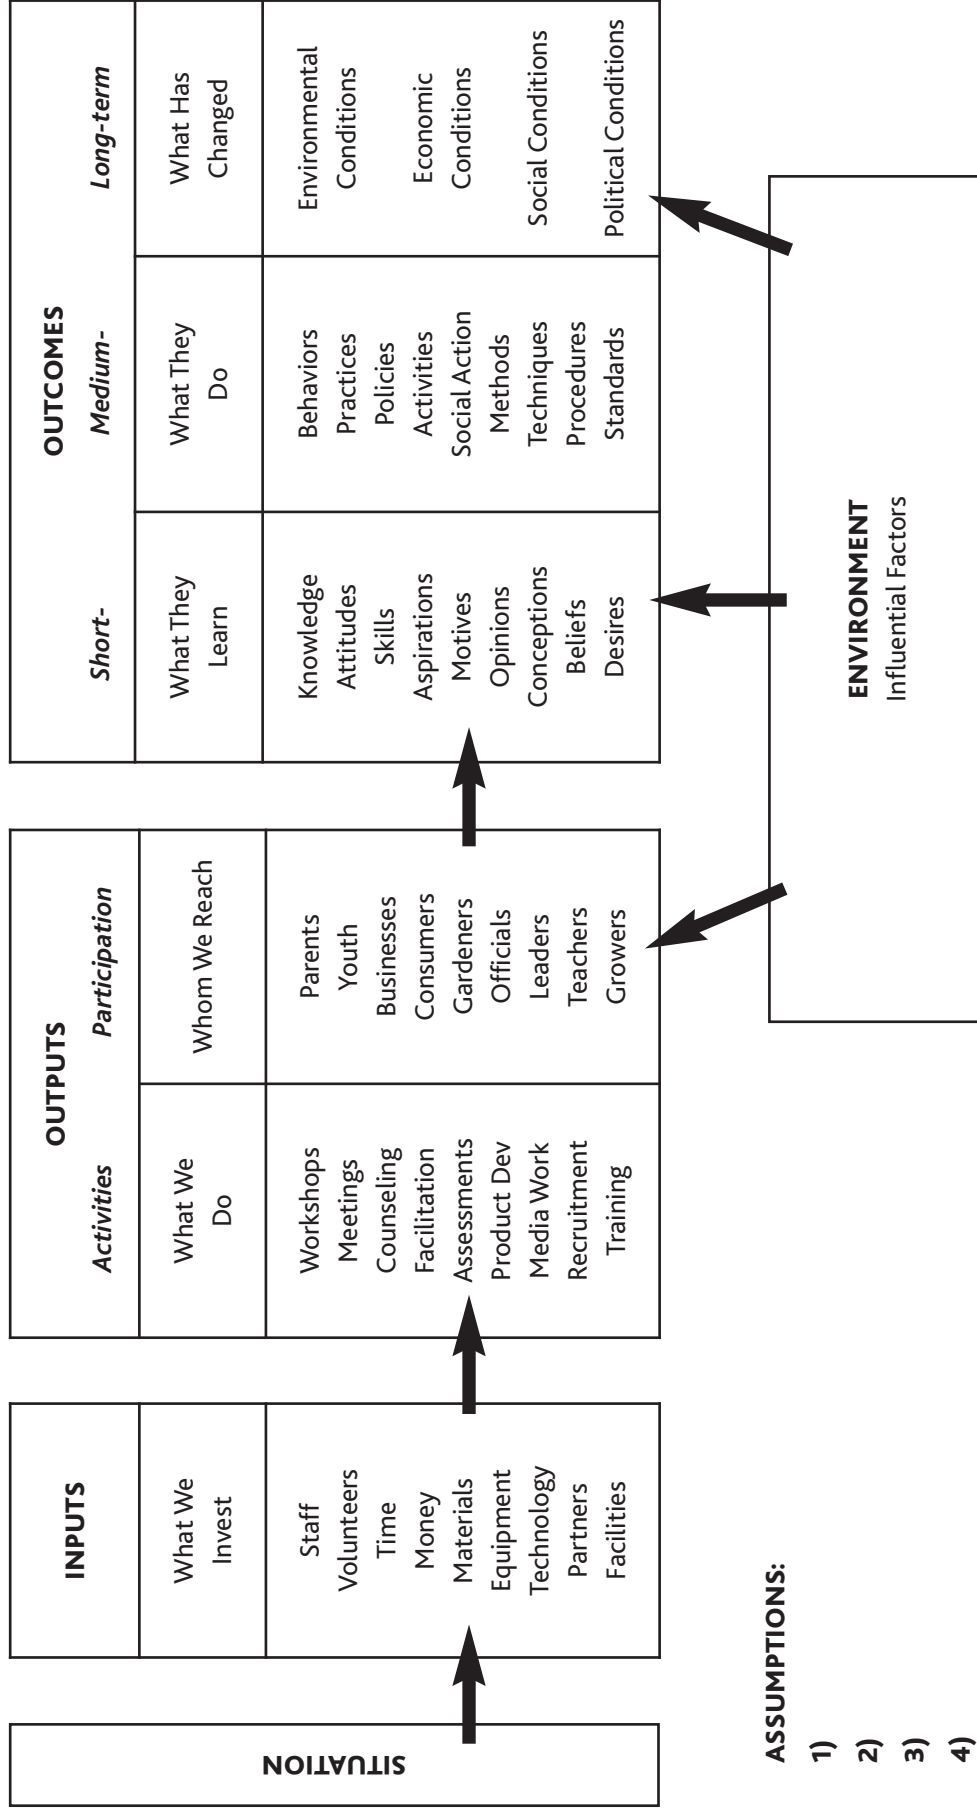 SITUATION
INPUTS
What We
Invest
Staff
Volunteers
Time
Money
Materials
Equipment
Technology
Partners
Facilities
OUTPUTS
Activities
Participation
What We
Do
Whom We Reach
Workshops
Meetings
Counseling
Facilitation
Assessments
Product Dev
Media Work
Recruitment
Training
Parents
Youth
Businesses
Consumers
Gardeners
Officials
Leaders
Teachers
Growers
OUTCOMES
Short-
Medium-
Long-term
What They
Learn
What They
Do
What Has
Changed
Knowledge
Attitudes
Skills
Aspirations
Motives
Opinions
Conceptions
Beliefs
Desires
Behaviors
Practices
Policies
Activities
Social Action
Methods
Techniques
Procedures
Standards
Environmental
Conditions
Economic
Conditions
Social Conditions
Political Conditions
ASSUMPTIONS:
1)
2)
3)
4)
ENVIRONMENT
Influential Factors